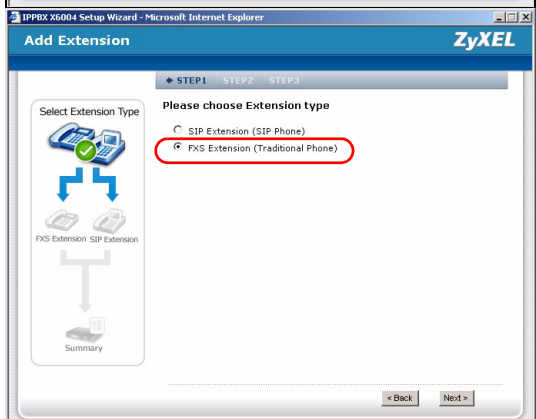 IPPBX X6004 Setup Wizard - Microsoft Internet Explorer
Add Extension
ZyXEL
STEP1 STEP2 STEP3
Select Extension Type
Please choose Extension type
SIP Extension (SIP Phone)
FXS Extension (Traditional Phone)
FXS Extension SIP Extension
Summary
< Back Next >